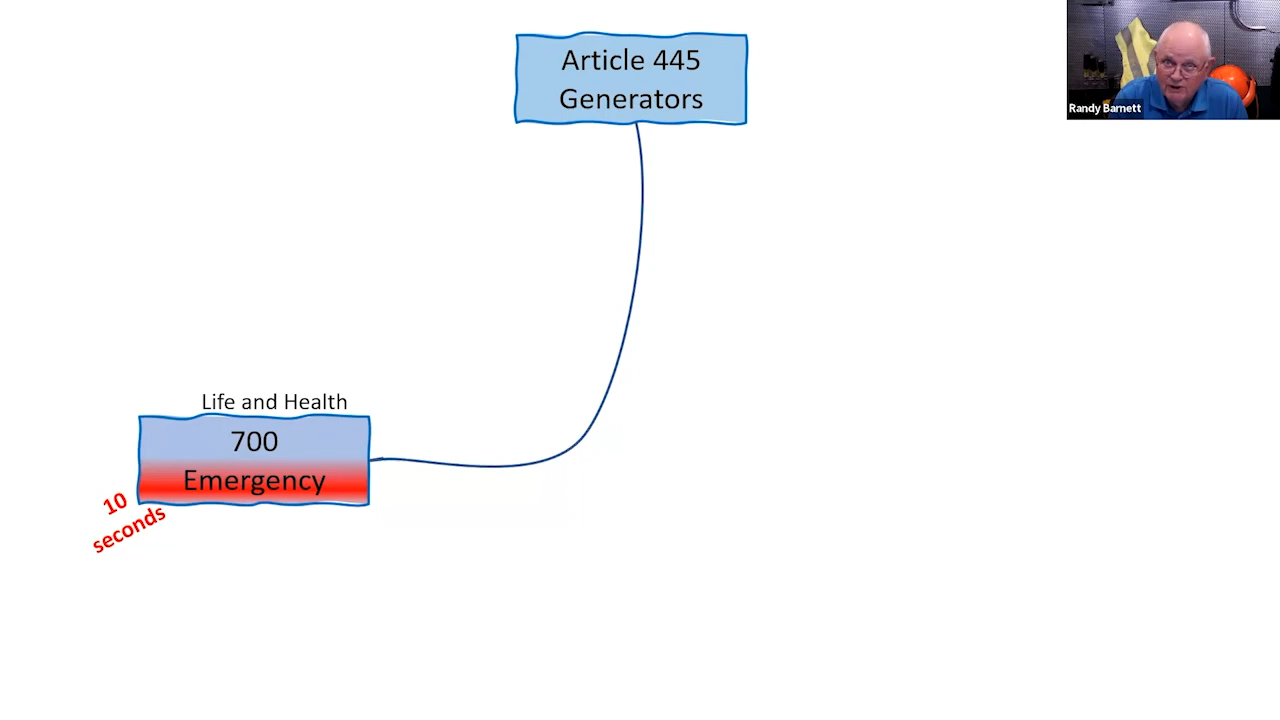 Article 445
Generators
Randy Barnett
Life and Health
700
Emergency
10
seconds